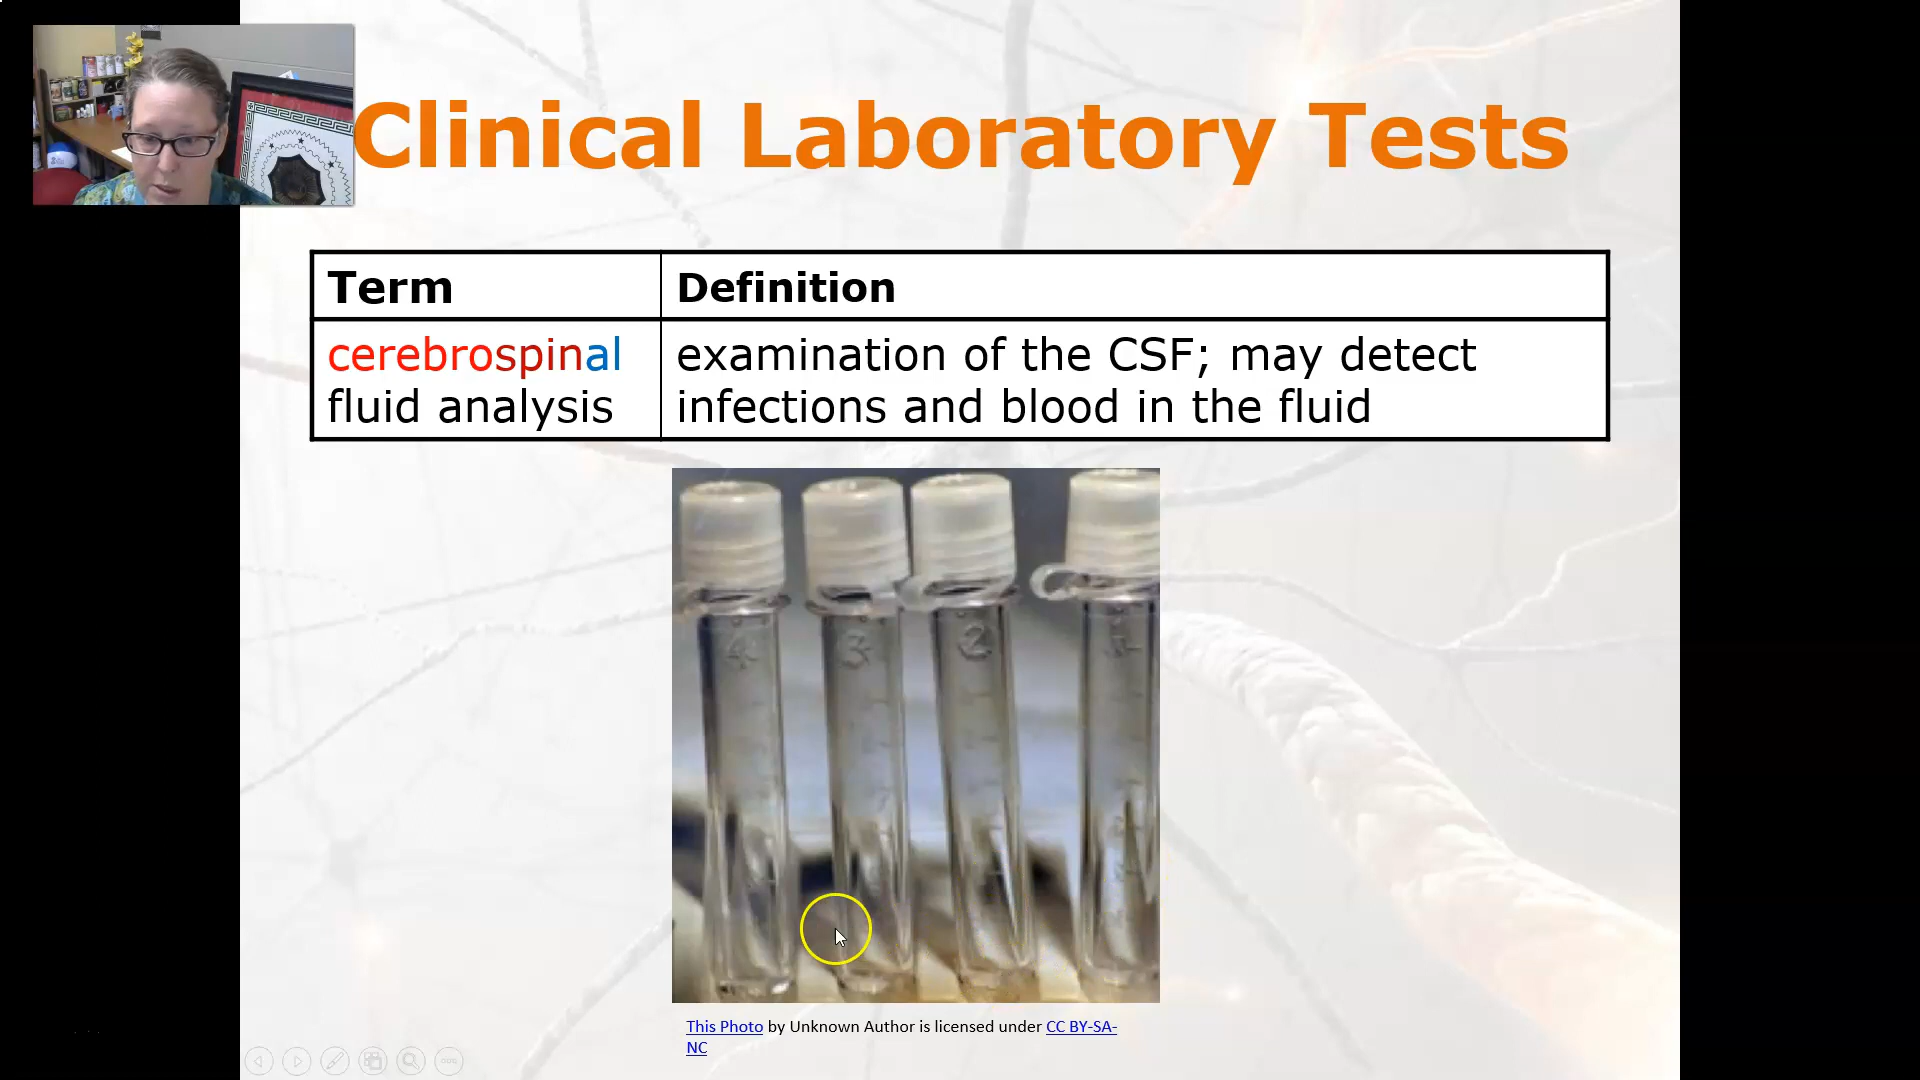 Clinical Laboratory Tests
Term
Definition
cerebrospinal
fluid analysis
examination of the CSF; may detect
infections and blood in the fluid
4
3
2
1
This Photo by Unknown Author is licensed under CC BY-SA-
NC